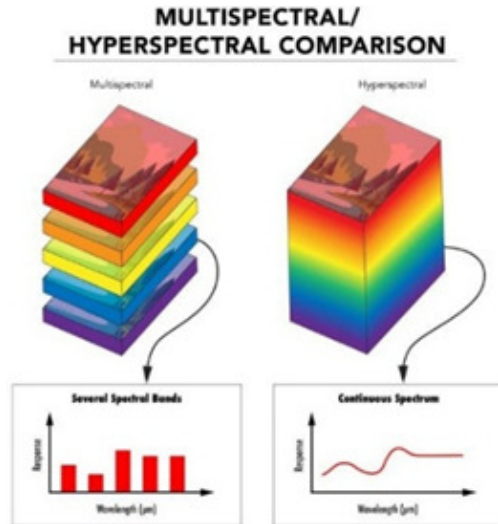 MULTISPECTRAL/
HYPERSPECTRAL COMPARISON
Multispectral
Hyperspectral
Several Spectral Bands
Response
Wavelength (µm)
Continuous Spectrum
Response
Wavelength (µm)